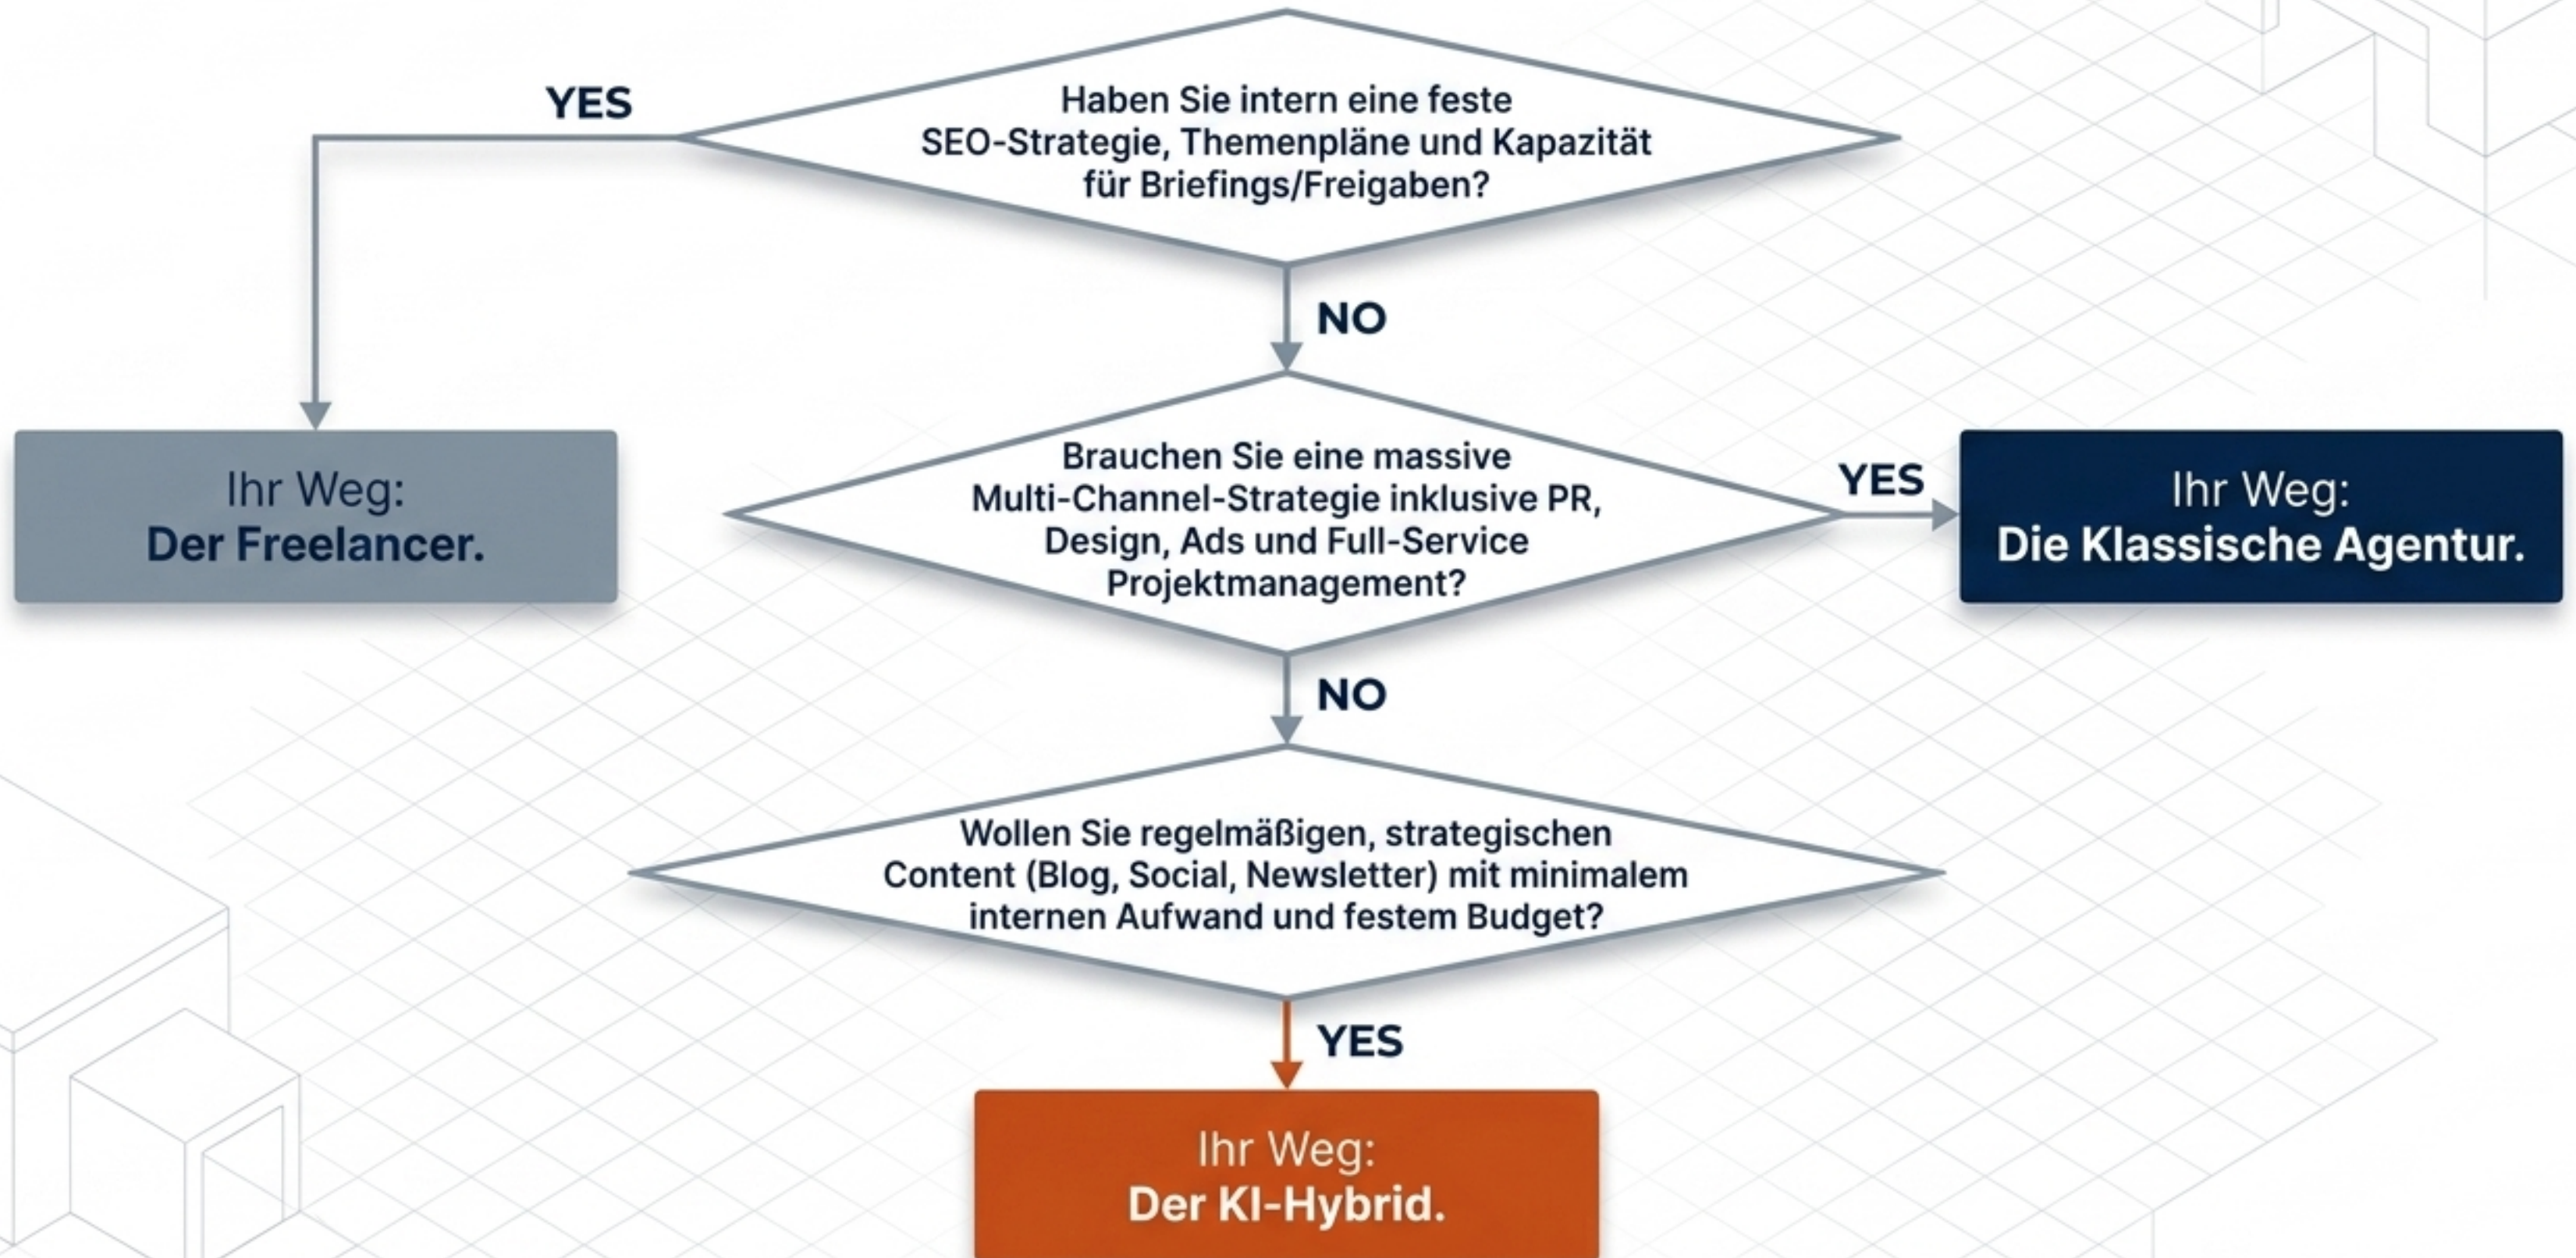 Haben Sie intern eine feste
SEO-Strategie, Themenpläne und Kapazität
für Briefings/Freigaben?
YES
NO
Ihr Weg:
Der Freelancer.
Brauchen Sie eine massive
Multi-Channel-Strategie inklusive PR,
Design, Ads und Full-Service
Projektmanagement?
YES
Ihr Weg:
Die Klassische Agentur.
NO
Wollen Sie regelmäßigen, strategischen
Content (Blog, Social, Newsletter) mit minimalem
internen Aufwand und festem Budget?
YES
Ihr Weg:
Der KI-Hybrid.